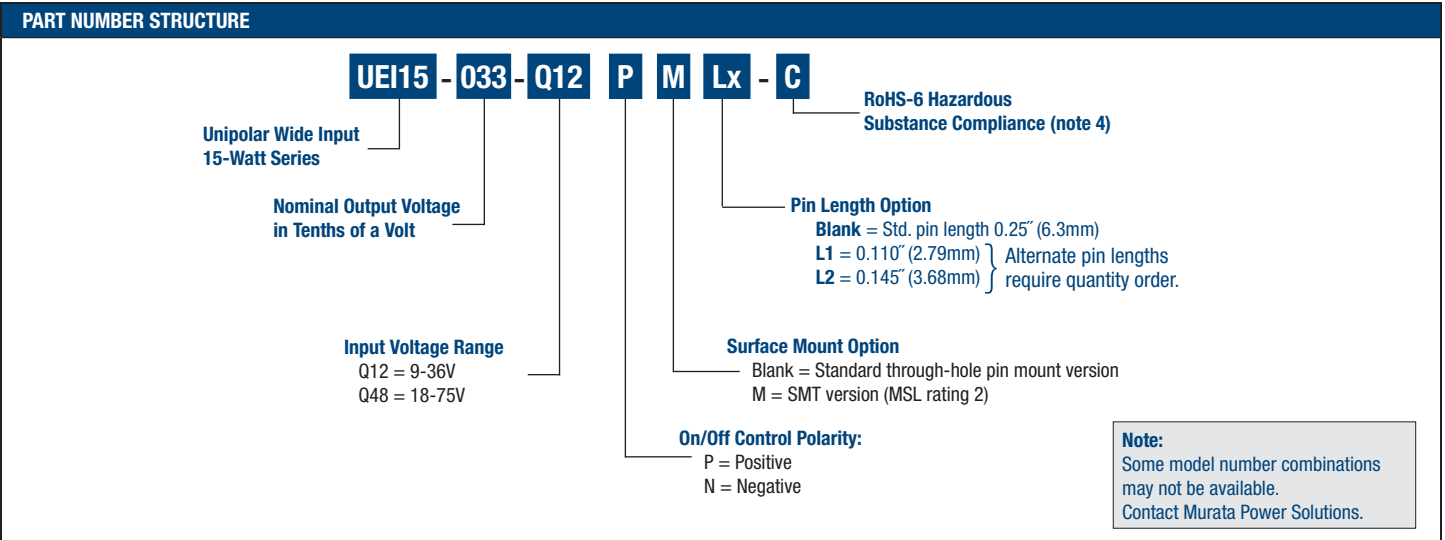 PART NUMBER STRUCTURE
UEI15 - 033 - Q12 P M Lx - C
RoHS-6 Hazardous
Substance Compliance (note 4)
Unipolar Wide Input
15-Watt Series
Nominal Output Voltage
in Tenths of a Volt
Pin Length Option
Blank = Std. pin length 0.25˝ (6.3mm)
L1 = 0.110˝ (2.79mm)
L2 = 0.145˝ (3.68mm)
Alternate pin lengths
require quantity order.
Input Voltage Range
Q12 = 9-36V
Q48 = 18-75V
Surface Mount Option
Blank = Standard through-hole pin mount version
M = SMT version (MSL rating 2)
On/Off Control Polarity:
P = Positive
N = Negative
Note:
Some model number combinations
may not be available.
Contact Murata Power Solutions.